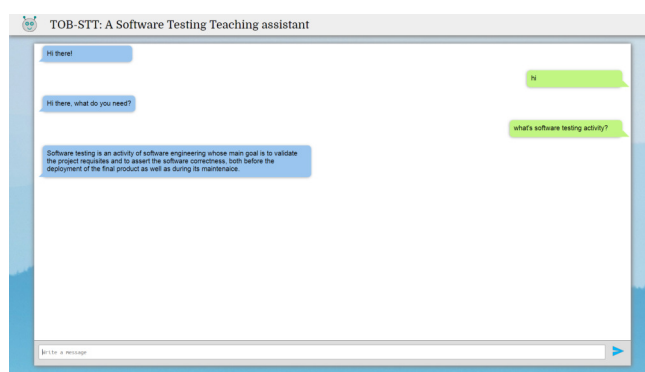 TOB-STT: A Software Testing Teaching assistant
Hi there!
hi
Hi there, what do you need?
what's software testing activity?
Software testing is an activity of software engineering whose main goal is to validate
the project requisites and to assert the software correctness, both before the
deployment of the final product as well as during its maintenaice.
Write a message